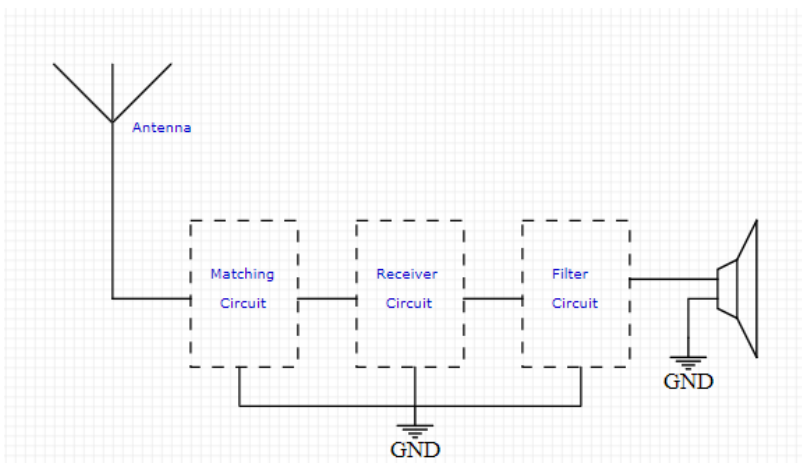 Antenna
Matching
Circuit
Receiver
Circuit
Filter
Circuit
GND
GND